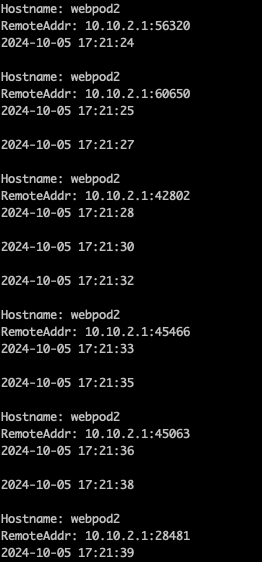 Hostname: webpod2
RemoteAddr: 10.10.2.1:56320
2024-10-05 17:21:24
Hostname: webpod2
RemoteAddr: 10.10.2.1:60650
2024-10-05 17:21:25
2024-10-05 17:21:27
Hostname: webpod2
RemoteAddr: 10.10.2.1:42802
2024-10-05 17:21:28
2024-10-05 17:21:30
2024-10-05 17:21:32
Hostname: webpod2
RemoteAddr: 10.10.2.1:45466
2024-10-05 17:21:33
2024-10-05 17:21:35
Hostname: webpod2
RemoteAddr: 10.10.2.1:45063
2024-10-05 17:21:36
2024-10-05 17:21:38
Hostname: webpod2
RemoteAddr: 10.10.2.1:28481
2024-10-05 17:21:39